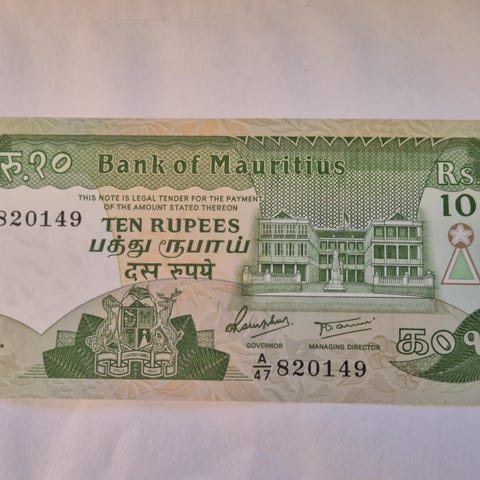 रु.१०
Bank of Mauritius
Rs.
10
THIS NOTE IS LEGAL TENDER FOR THE PAYMENT
OF THE AMOUNT STATED THEREON
820149
TEN RUPEES
பத்து ரூபாய்
दस रुपये
GOVERNOR
MANAGING DIRECTOR
A/47 820149